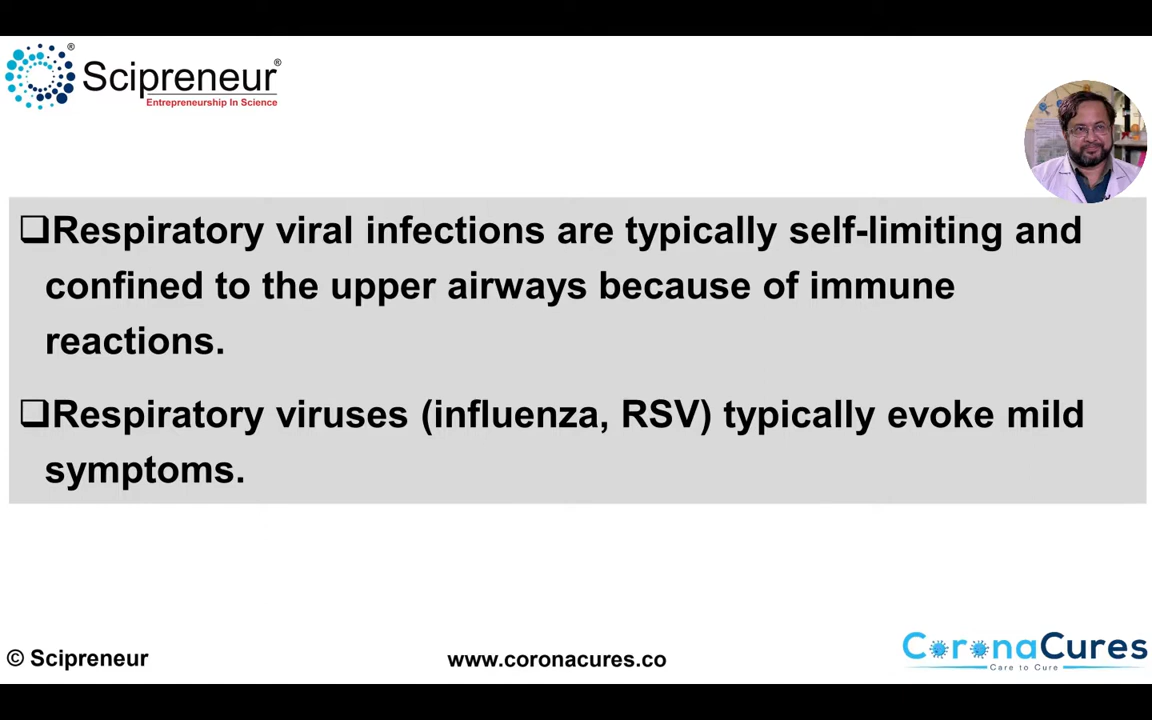 Scipreneur®
Entrepreneurship In Science
❑Respiratory viral infections are typically self-limiting and
confined to the upper airways because of immune
reactions.
❑Respiratory viruses (influenza, RSV) typically evoke mild
symptoms.
© Scipreneur
www.coronacures.co
CoronaCures
Care to Cure